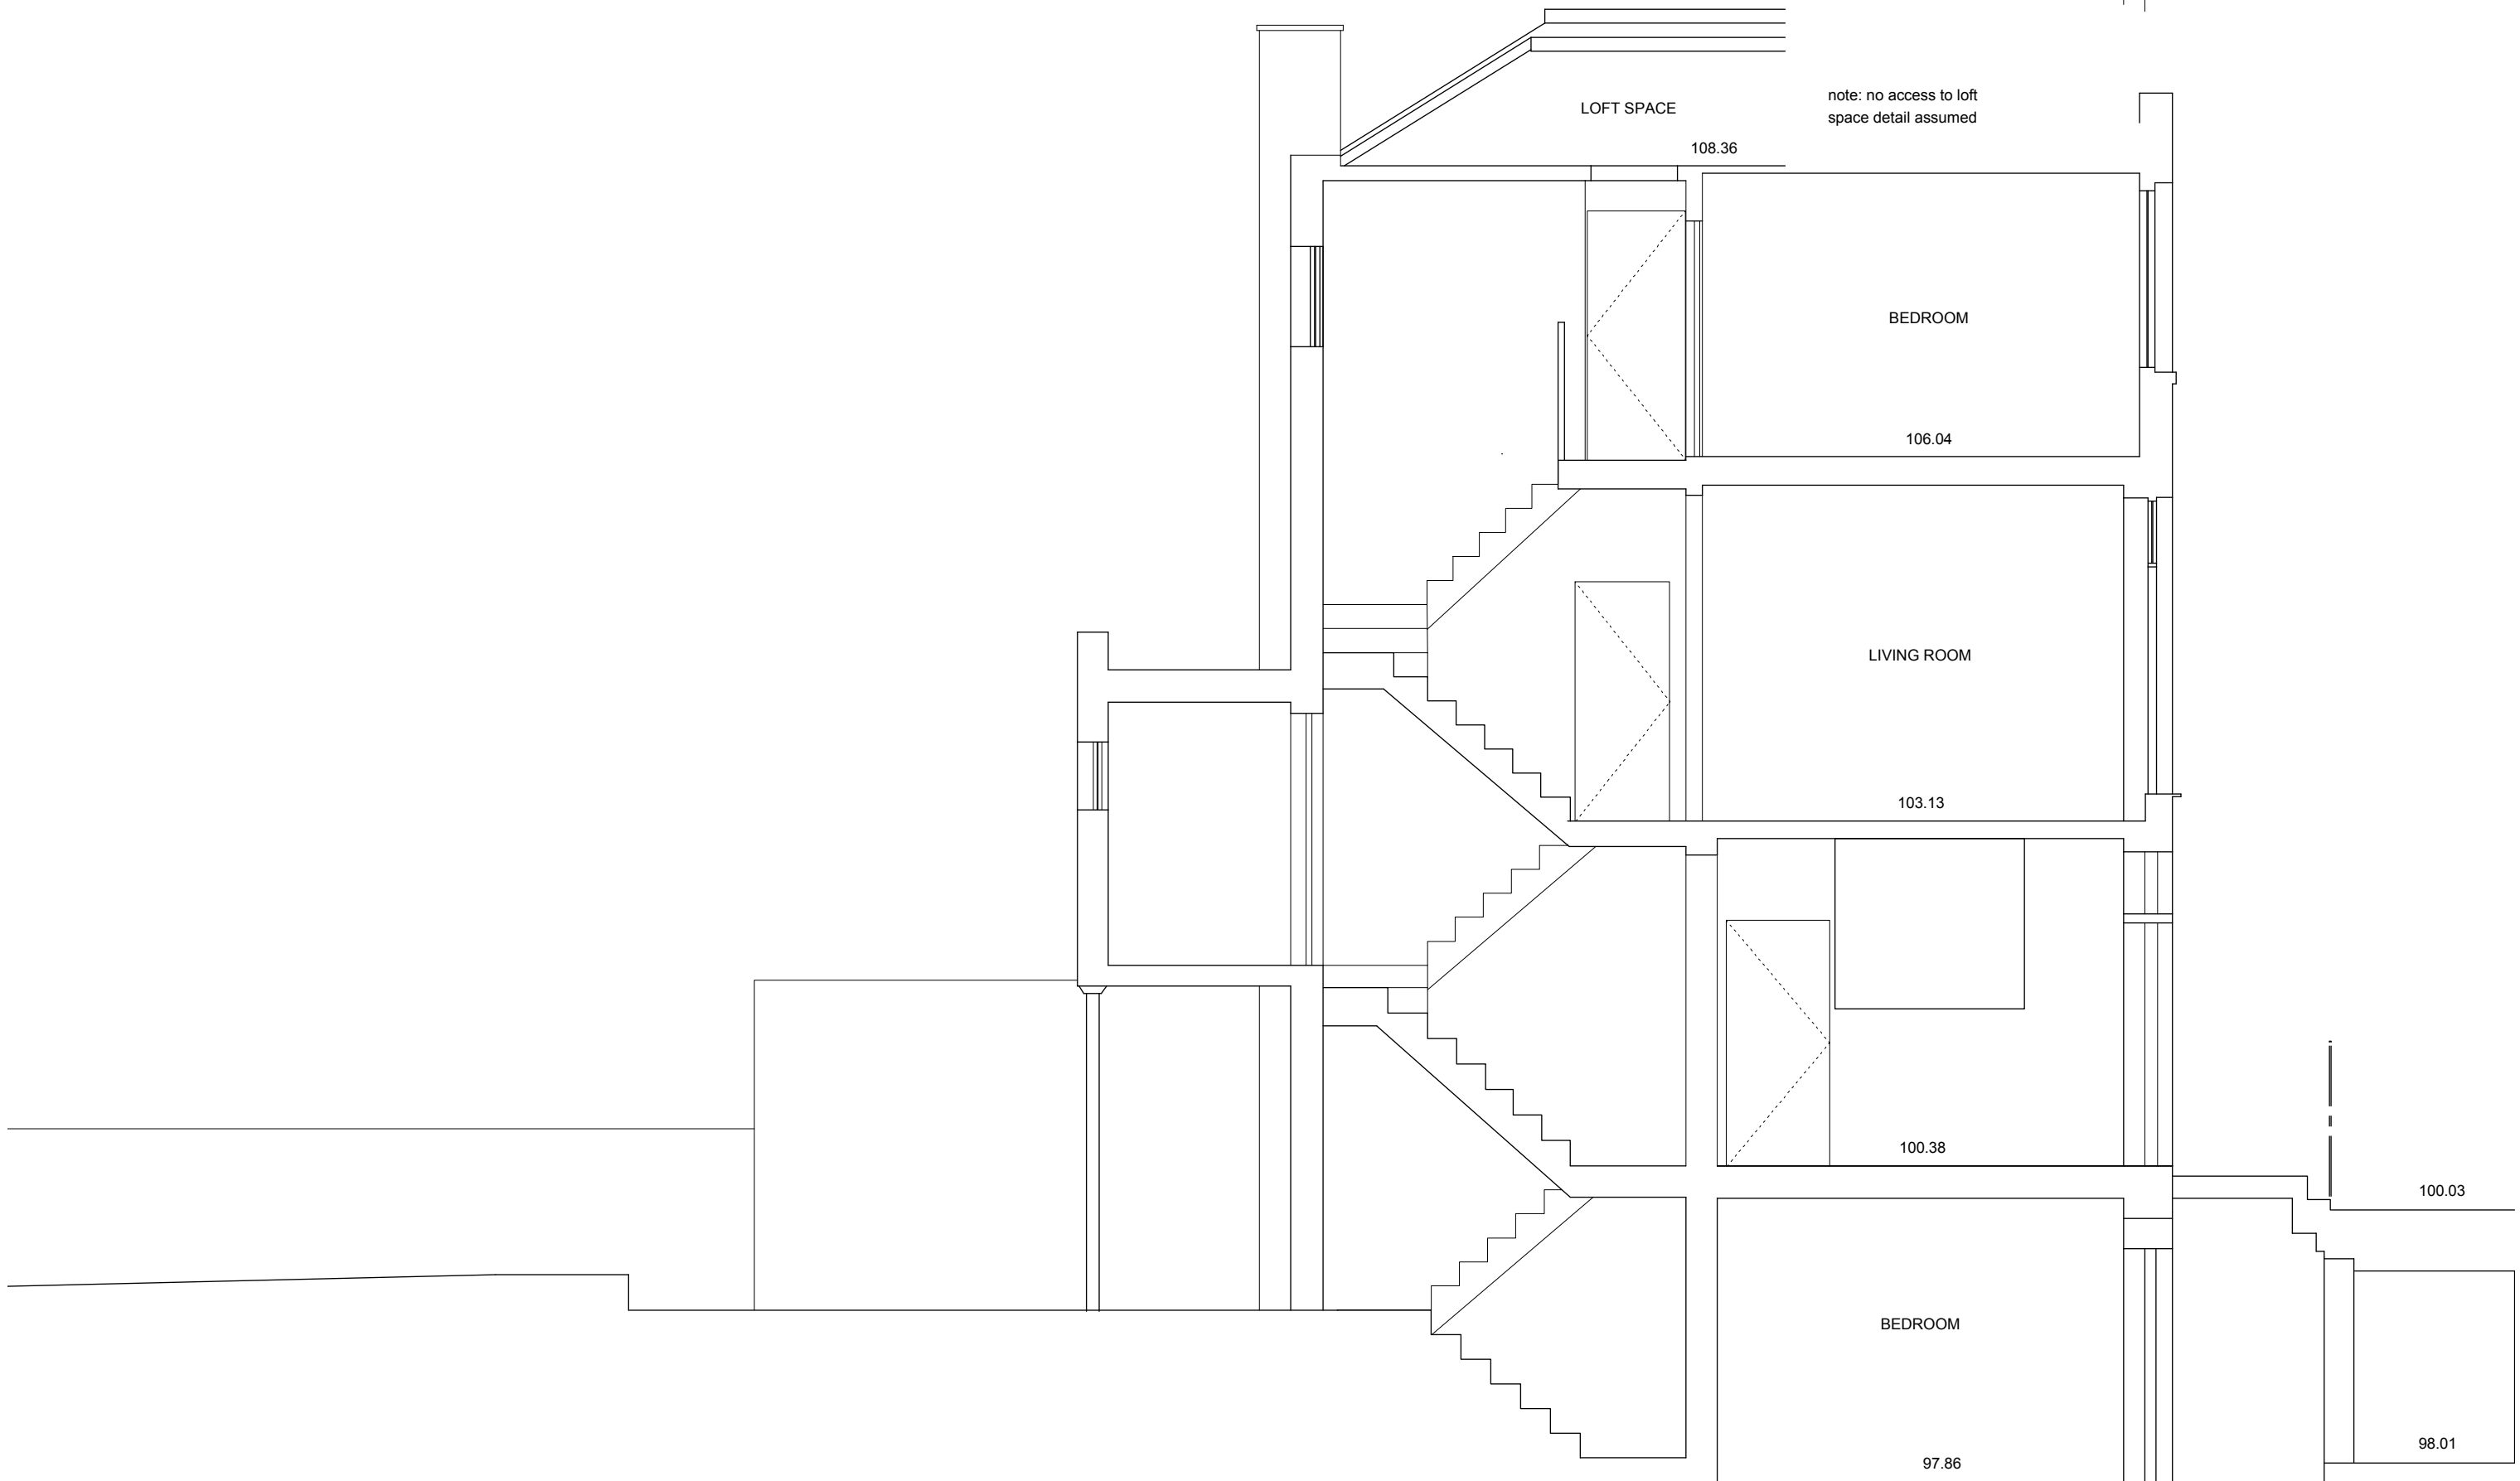 LOFT SPACE
note: no access to loft
space detail assumed
108.36
BEDROOM
106.04
LIVING ROOM
103.13
100.38
100.03
BEDROOM
98.01
97.86